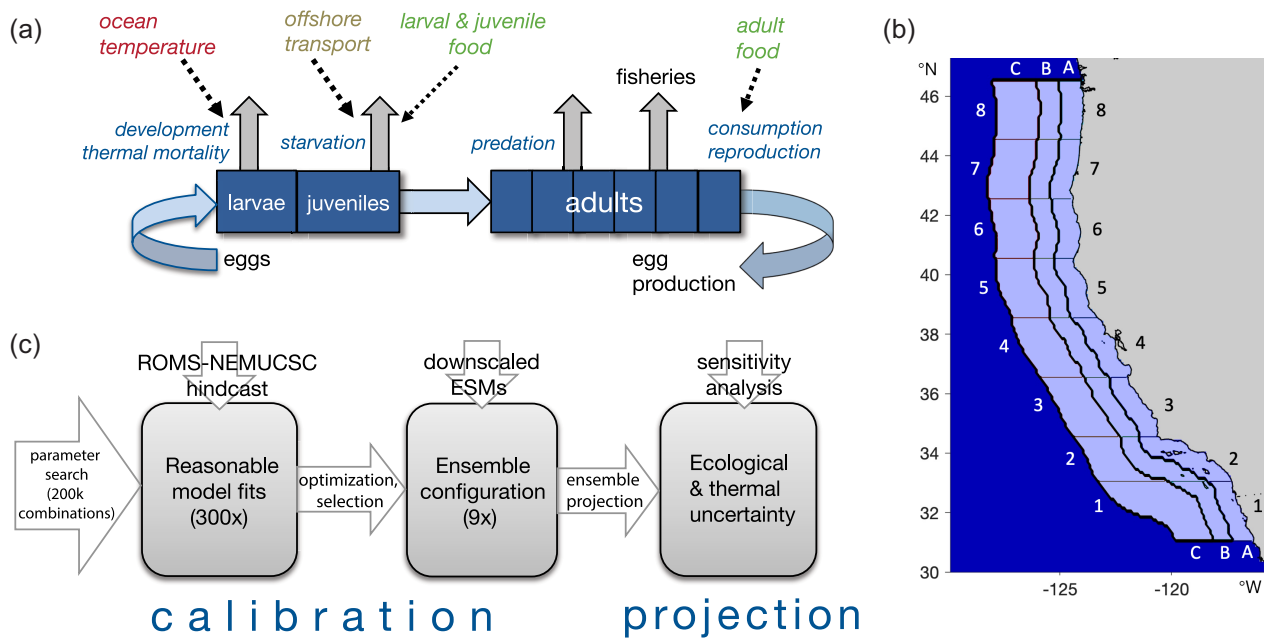 (a)
ocean
temperature
offshore
transport
larval & juvenile
food
adult
food
fisheries
development
thermal mortality
starvation
predation
consumption
reproduction
larvae
juveniles
adults
eggs
egg
production
(b)
°N
C B A
46
44
42
40
38
36
34
32
30
8
7
6
5
4
3
2
1
8
7
6
5
4
3
2
1
C B A
-125
-120
°W
(c)
ROMS-NEMUCSC
hindcast
downscaled
ESMs
sensitivity
analysis
parameter
search
(200k
combinations)
Reasonable
model fits
(300x)
optimization,
selection
Ensemble
configuration
(9x)
ensemble
projection
Ecological
& thermal
uncertainty
calibration
projection